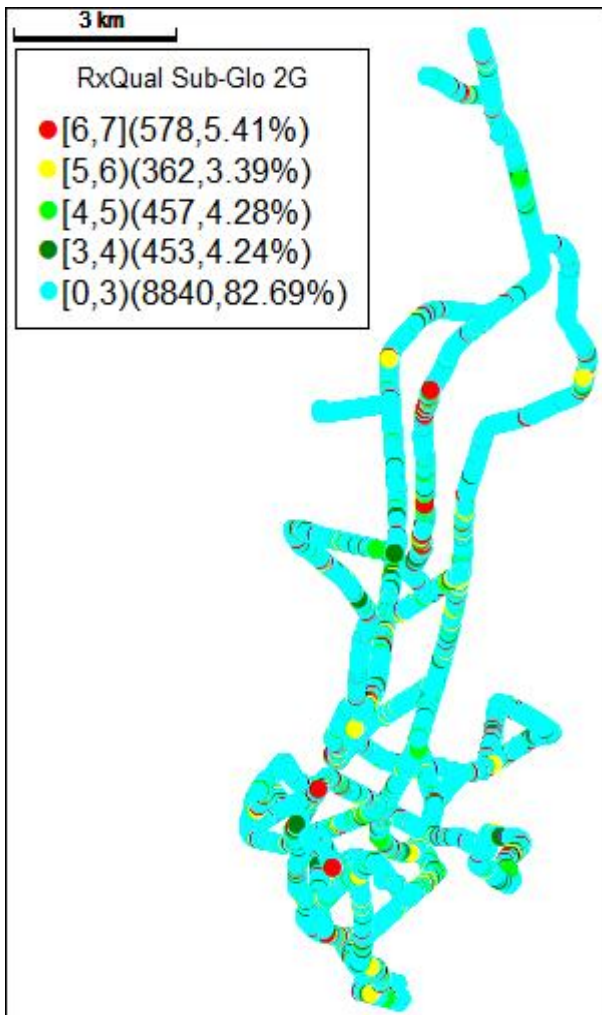 3 km
RxQual Sub-Glo 2G
[6,7](578,5.41%)
[5,6)(362,3.39%)
[4,5)(457,4.28%)
[3,4)(453,4.24%)
[0,3)(8840,82.69%)